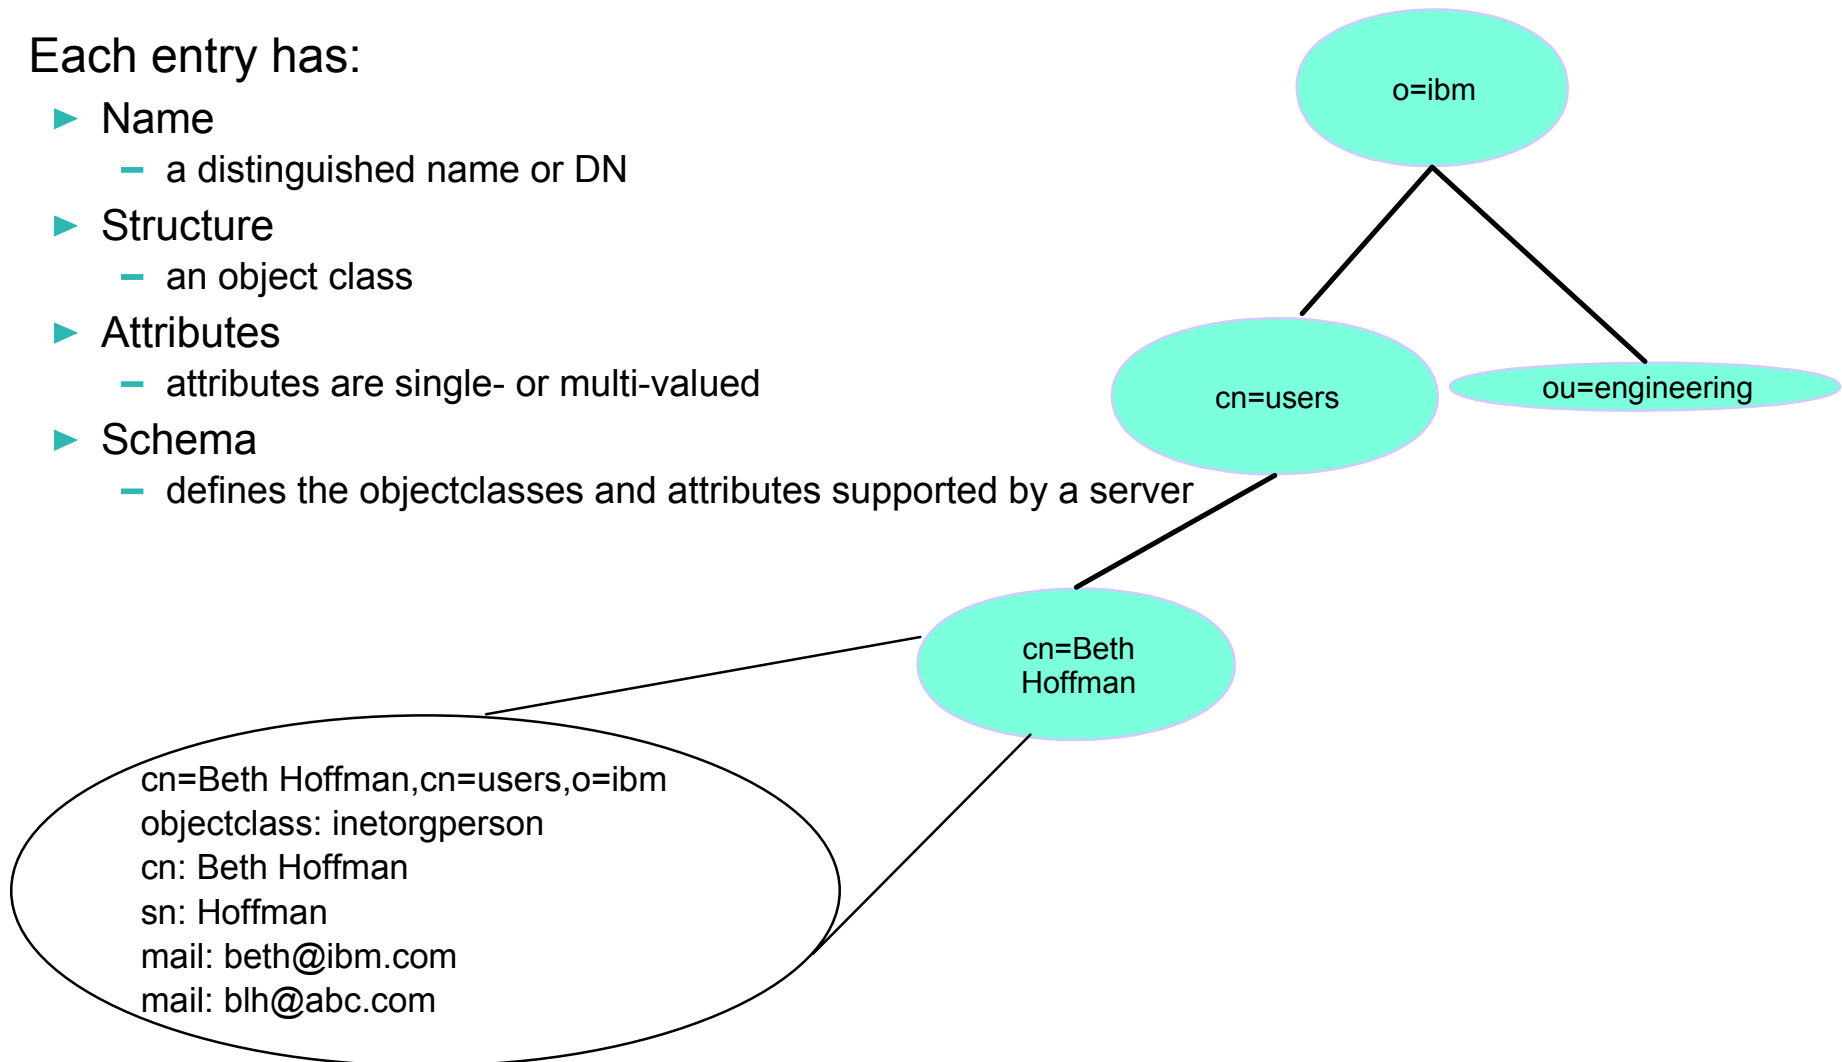 Each entry has:
Name
a distinguished name or DN
Structure
an object class
Attributes
attributes are single- or multi-valued
Schema
defines the objectclasses and attributes supported by a server
o=ibm
cn=users
ou=engineering
cn=Beth
Hoffman
cn=Beth Hoffman,cn=users,o=ibm
objectclass: inetorgperson
cn: Beth Hoffman
sn: Hoffman
mail: beth@ibm.com
mail: blh@abc.com